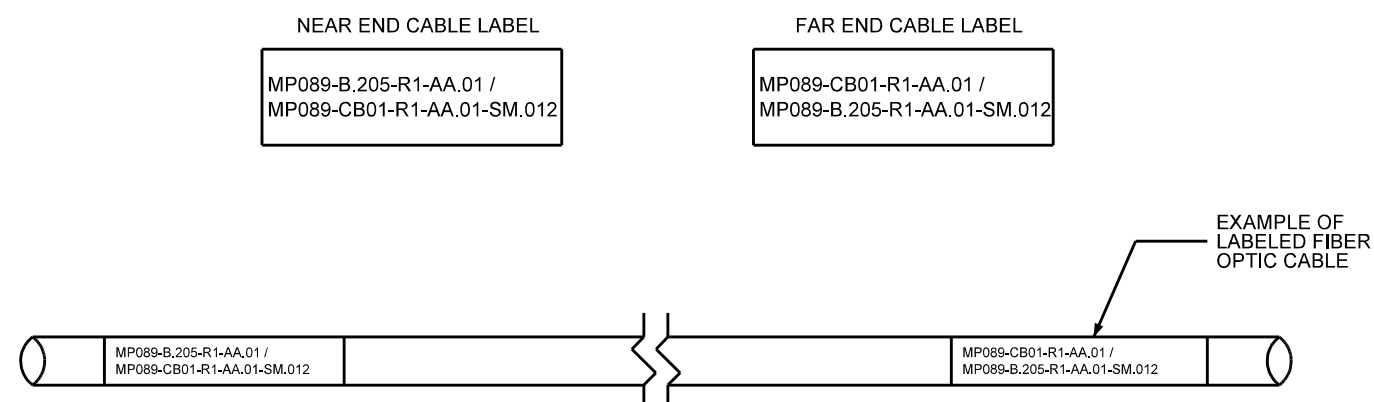 NEAR END CABLE LABEL
MP089-B.205-R1-AA.01 /
MP089-CB01-R1-AA.01-SM.012
FAR END CABLE LABEL
MP089-CB01-R1-AA.01 /
MP089-B.205-R1-AA.01-SM.012
EXAMPLE OF
LABELED FIBER
OPTIC CABLE
MP089-B.205-R1-AA.01 /
MP089-CB01-R1-AA.01-SM.012
MP089-CB01-R1-AA.01 /
MP089-B.205-R1-AA.01-SM.012